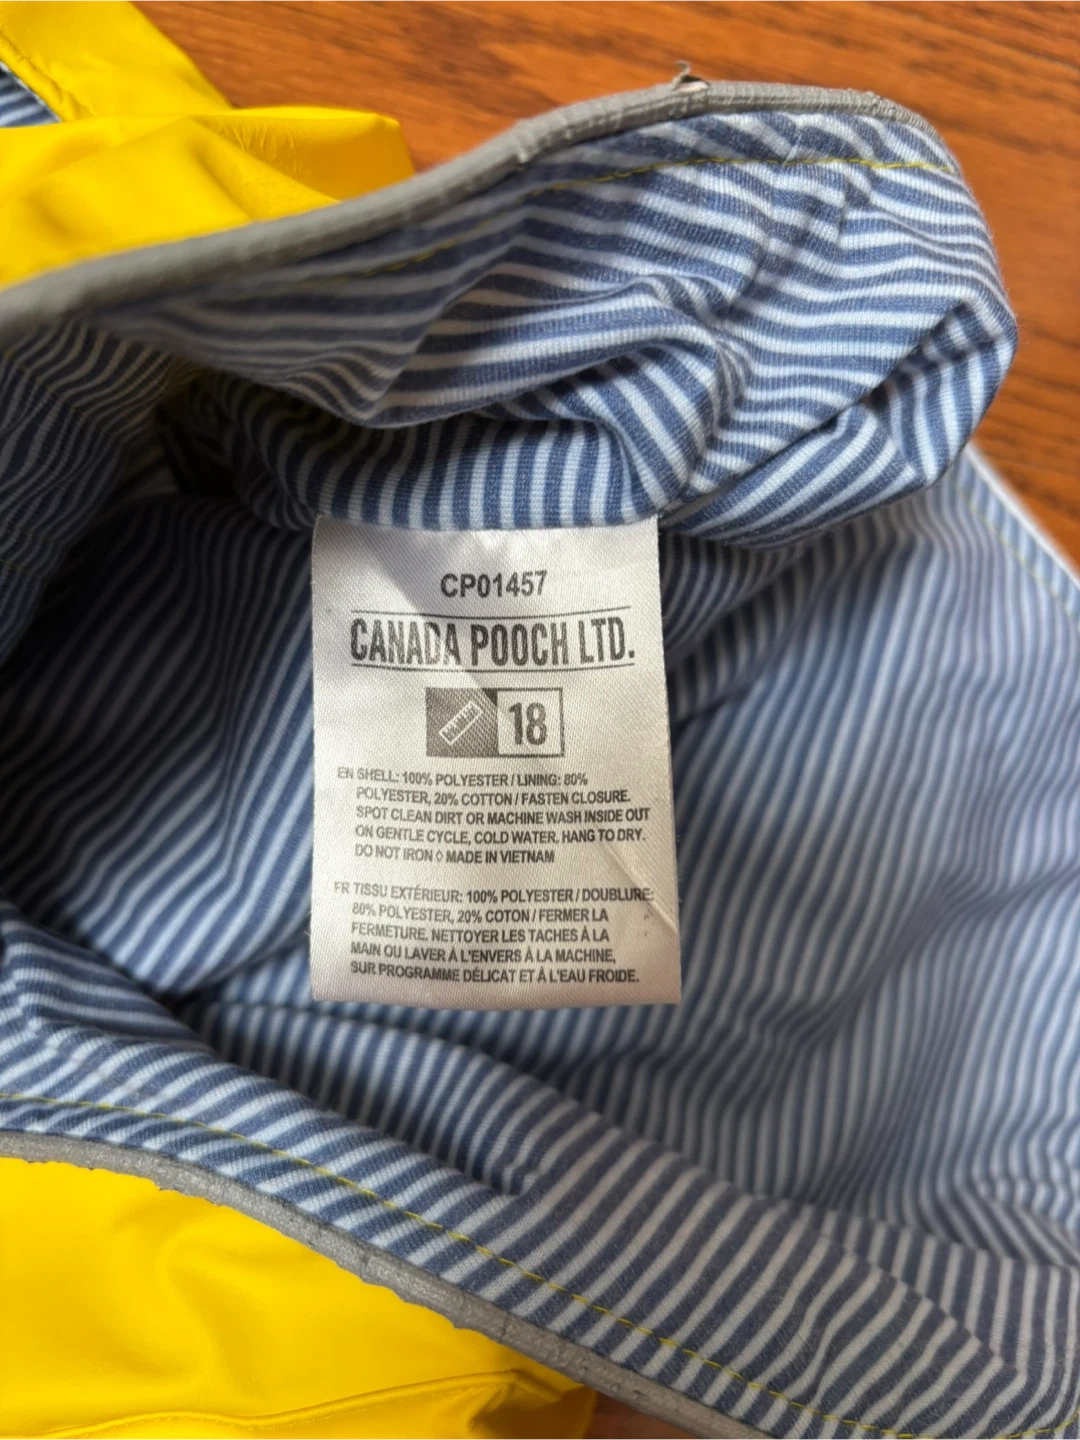 CP01457
CANADA POOCH LTD.
18
EN SHELL: 100% POLYESTER / LINING: 80%
POLYESTER, 20% COTTON / FASTEN CLOSURE.
SPOT CLEAN DIRT OR MACHINE WASH INSIDE OUT
ON GENTLE CYCLE, COLD WATER. HANG TO DRY.
DO NOT IRON ◊ MADE IN VIETNAM
FR TISSU EXTÉRIEUR: 100% POLYESTER / DOUBLURE:
80% POLYESTER, 20% COTON / FERMER LA
FERMETURE. NETTOYER LES TACHES À LA
MAIN OU LAVER À L'ENVERS À LA MACHINE,
SUR PROGRAMME DÉLICAT ET À L'EAU FROIDE.